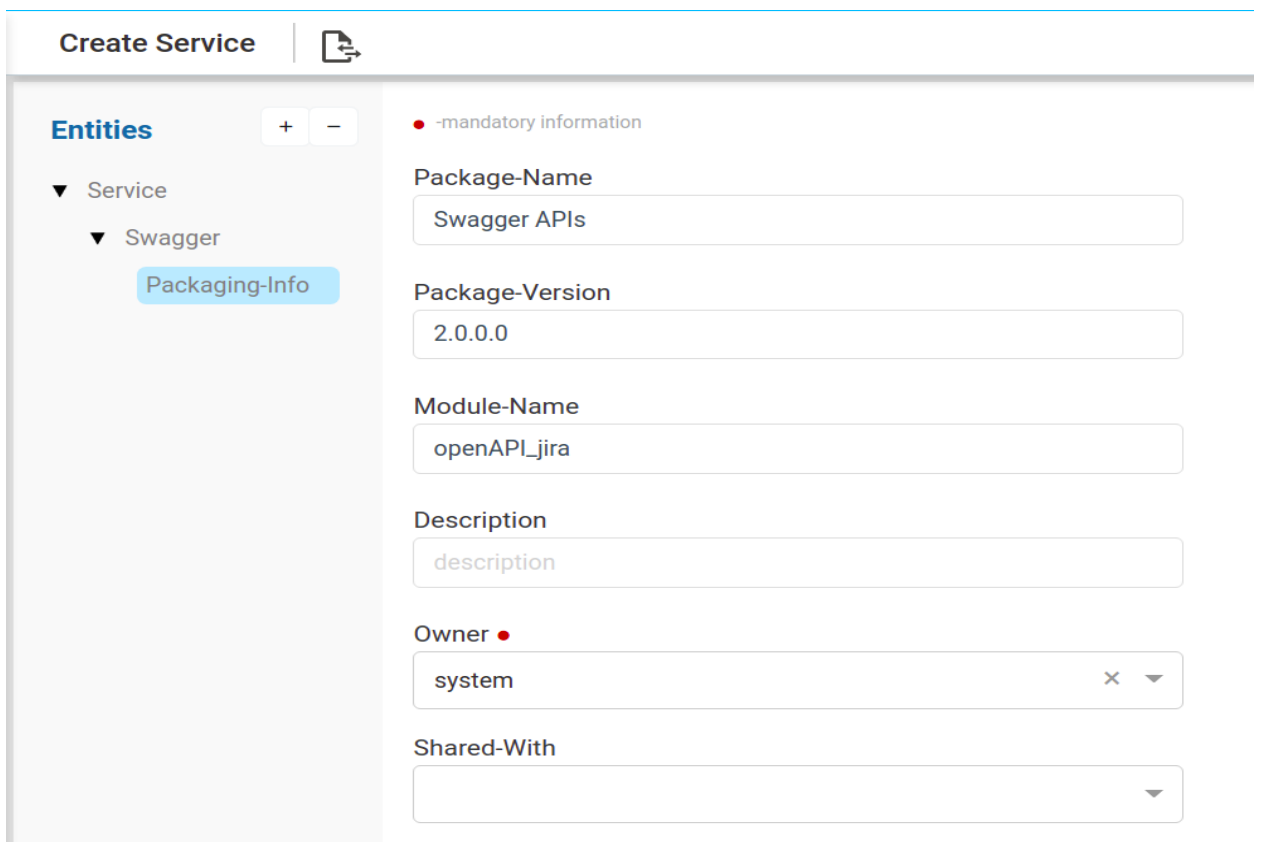 Create Service
Entities + −
-mandatory information
Service
Swagger
Packaging-Info
Package-Name
Swagger APIs
Package-Version
2.0.0.0
Module-Name
openAPI_jira
Description
description
Owner
system
Shared-With